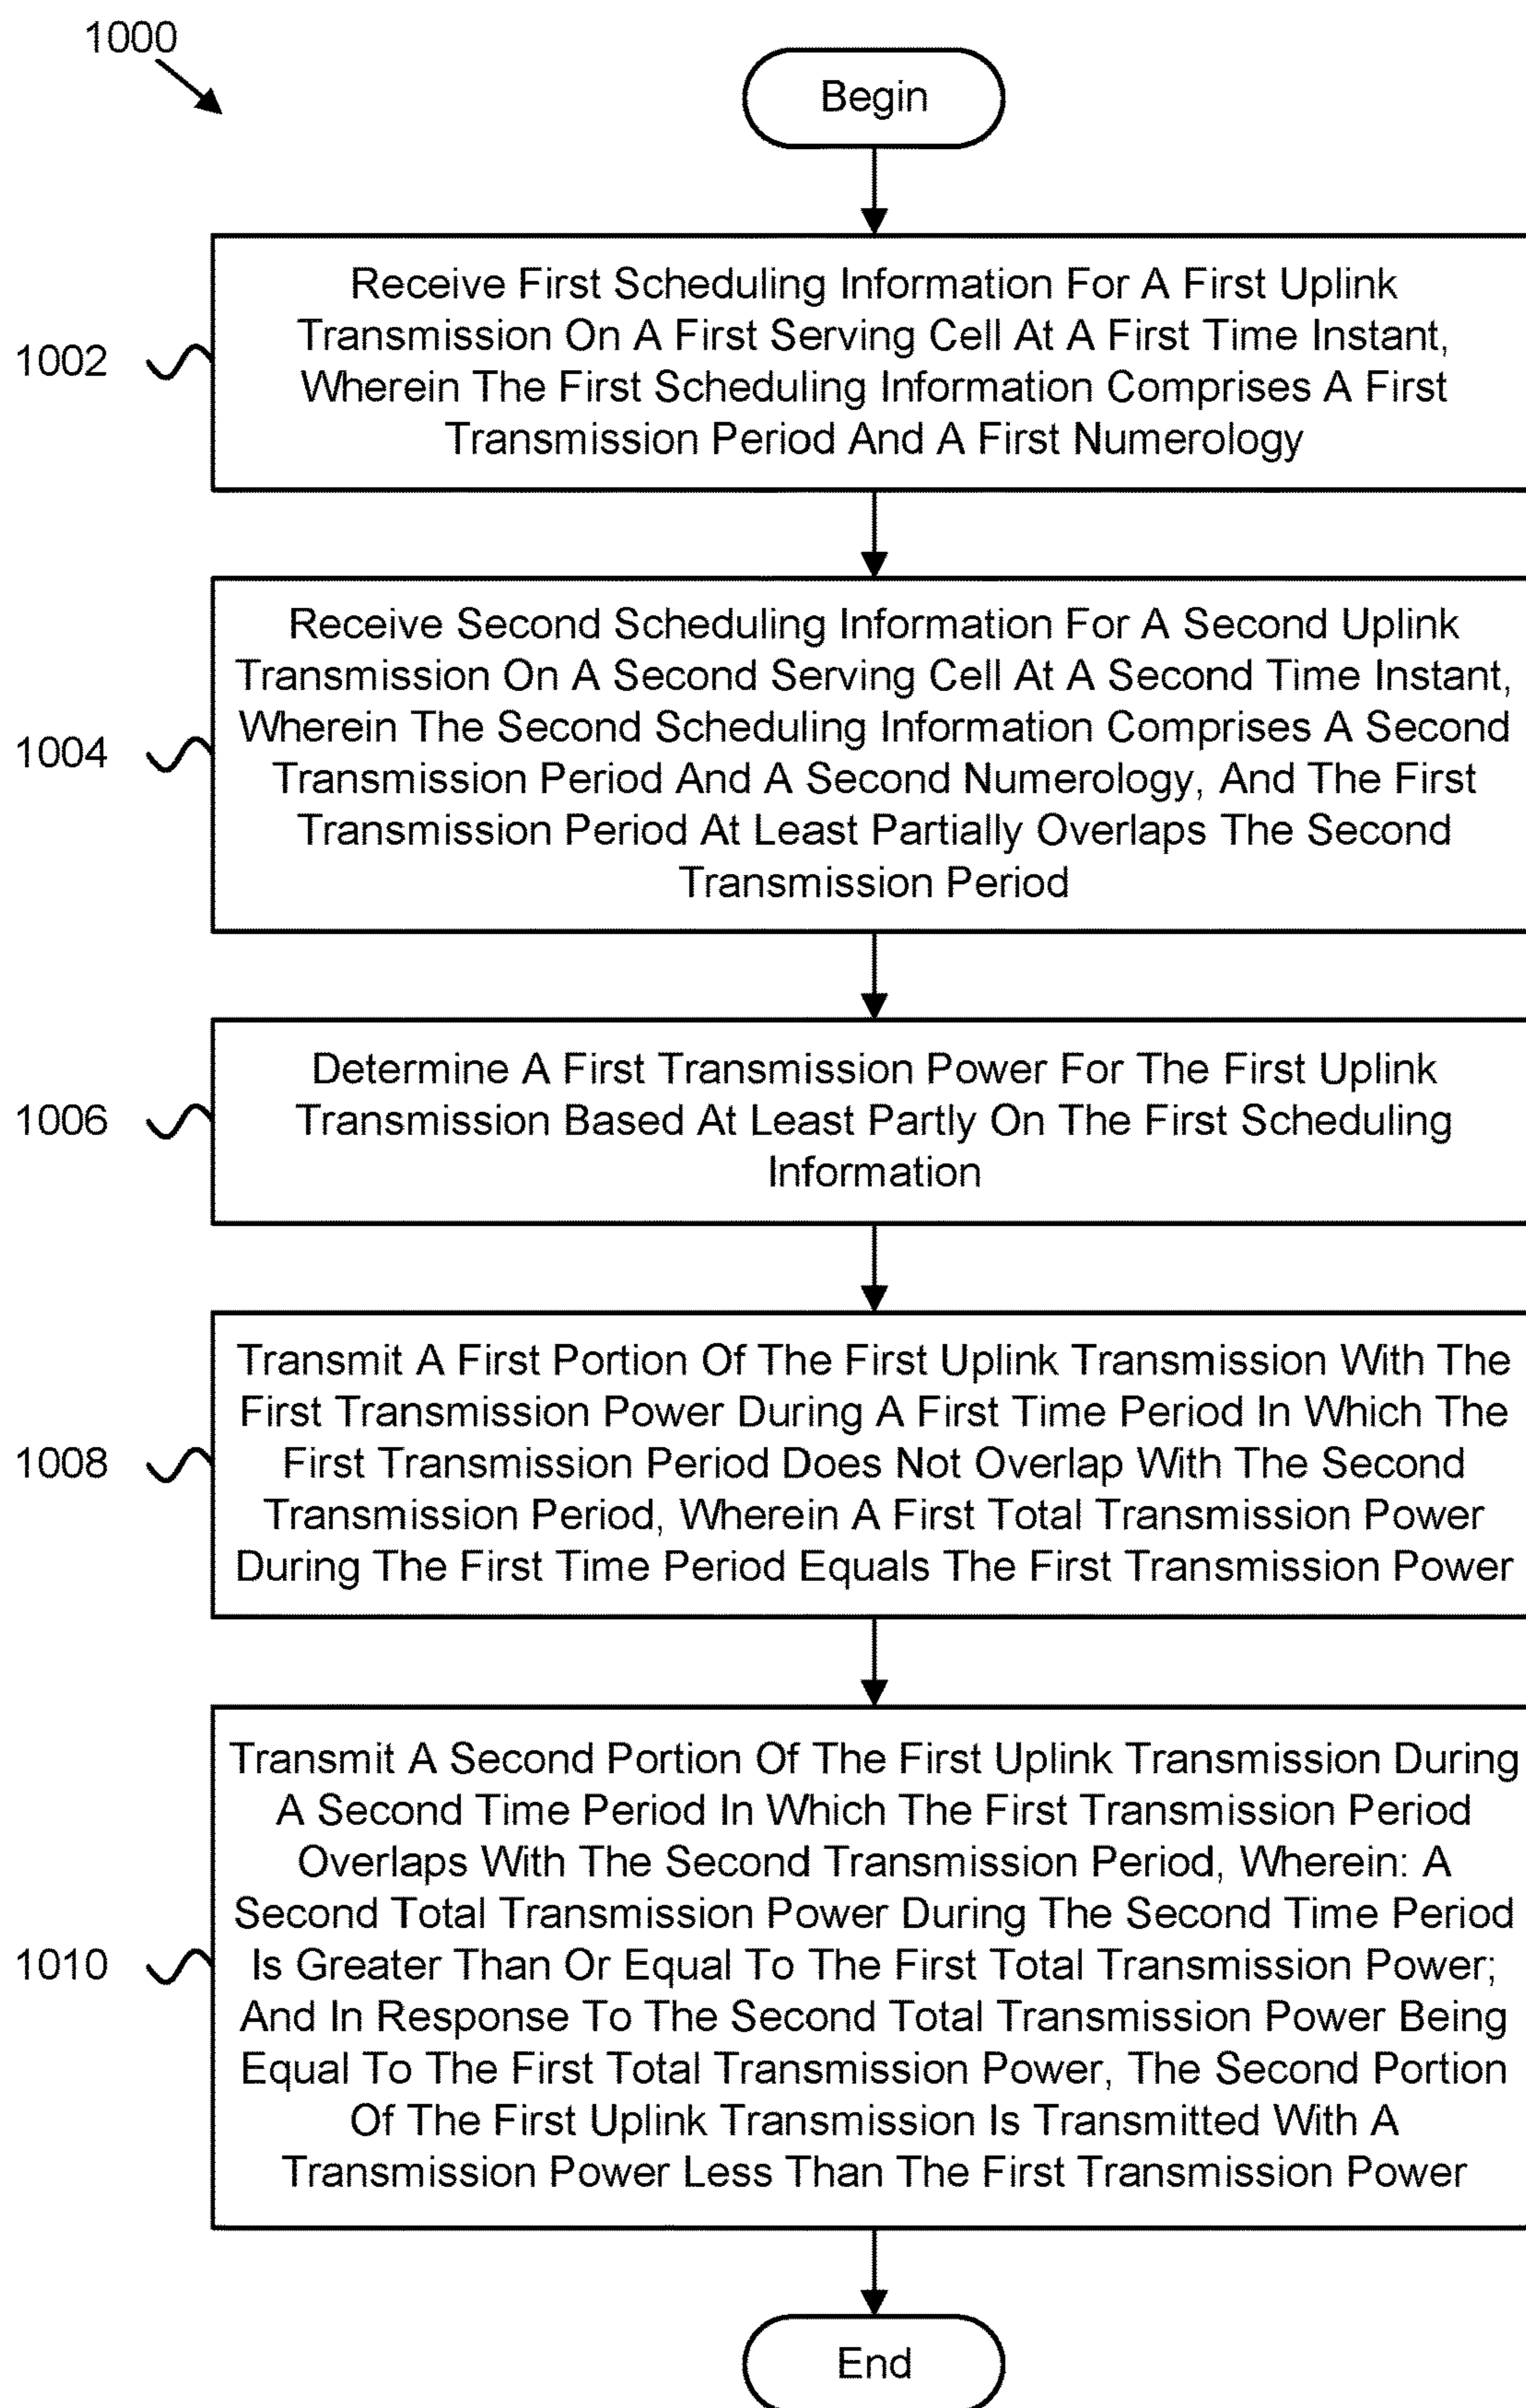 1000
Begin
1002
Receive First Scheduling Information For A First Uplink
Transmission On A First Serving Cell At A First Time Instant,
Wherein The First Scheduling Information Comprises A First
Transmission Period And A First Numerology
1004
Receive Second Scheduling Information For A Second Uplink
Transmission On A Second Serving Cell At A Second Time Instant,
Wherein The Second Scheduling Information Comprises A Second
Transmission Period And A Second Numerology, And The First
Transmission Period At Least Partially Overlaps The Second
Transmission Period
1006
Determine A First Transmission Power For The First Uplink
Transmission Based At Least Partly On The First Scheduling
Information
1008
Transmit A First Portion Of The First Uplink Transmission With The
First Transmission Power During A First Time Period In Which The
First Transmission Period Does Not Overlap With The Second
Transmission Period, Wherein A First Total Transmission Power
During The First Time Period Equals The First Transmission Power
1010
Transmit A Second Portion Of The First Uplink Transmission During
A Second Time Period In Which The First Transmission Period
Overlaps With The Second Transmission Period, Wherein: A
Second Total Transmission Power During The Second Time Period
Is Greater Than Or Equal To The First Total Transmission Power;
And In Response To The Second Total Transmission Power Being
Equal To The First Total Transmission Power, The Second Portion
Of The First Uplink Transmission Is Transmitted With A
Transmission Power Less Than The First Transmission Power
End